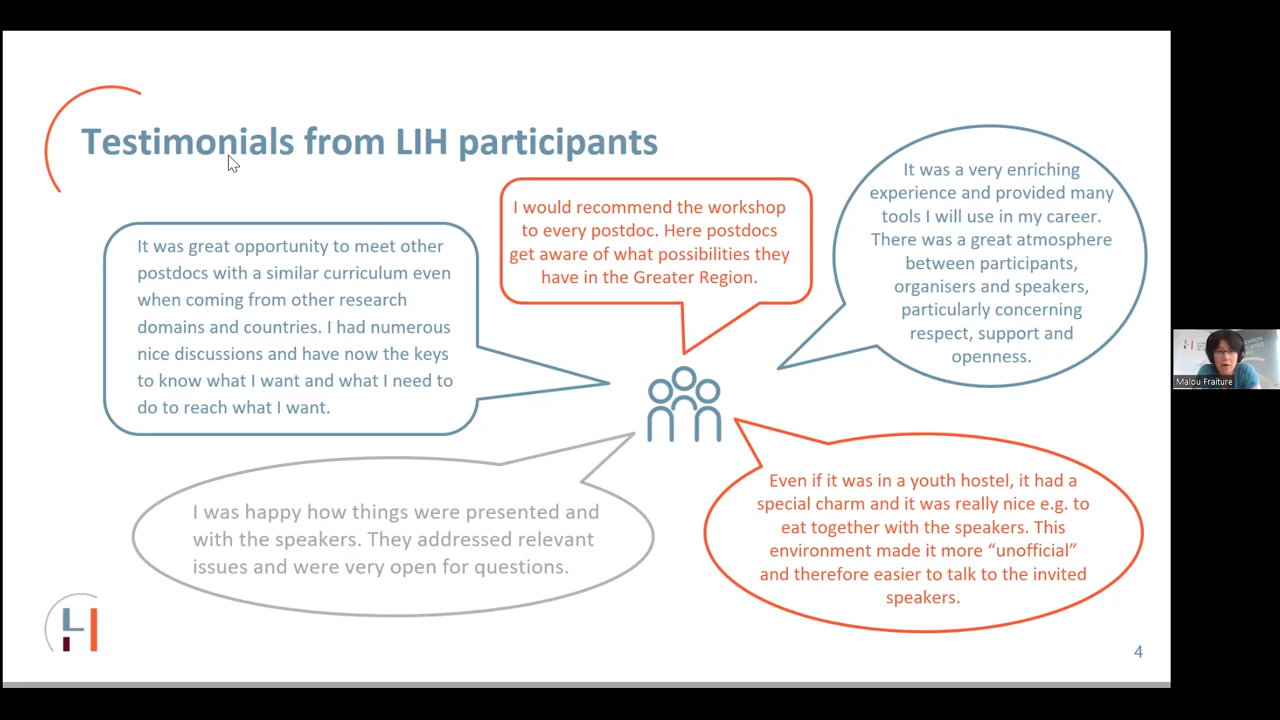 Testimonials from LIH participants
It was great opportunity to meet other
postdocs with a similar curriculum even
when coming from other research
domains and countries. I had numerous
nice discussions and have now the keys
to know what I want and what I need to
do to reach what I want.
I would recommend the workshop
to every postdoc. Here postdocs
get aware of what possibilities they
have in the Greater Region.
It was a very enriching
experience and provided many
tools I will use in my career.
There was a great atmosphere
between participants,
organisers and speakers,
particularly concerning
respect, support and
openness.
I was happy how things were presented and
with the speakers. They addressed relevant
issues and were very open for questions.
Even if it was in a youth hostel, it had a
special charm and it was really nice e.g. to
eat together with the speakers. This
environment made it more “unofficial”
and therefore easier to talk to the invited
speakers.
LIH
4
Malou Fraiture